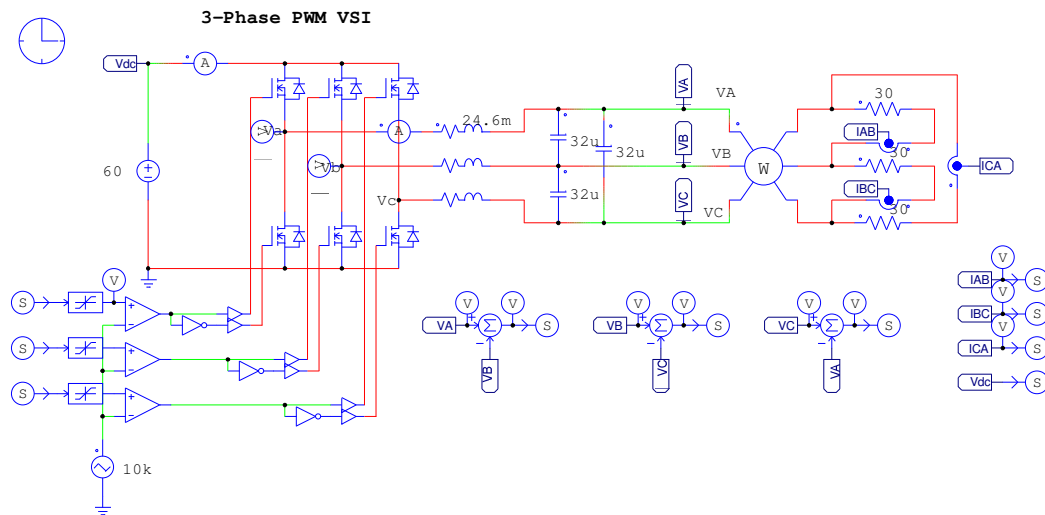 3-Phase PWM VSI
Vdc
A
60
V
Va
V
Vb
Vc
A
24.6m
32u
32u
32u
VA
VB
VC
VA
VB
VC
W
30
IAB
30
IBC
30
ICA
S
V
S
S
10k
VA
V
V
S
VB
VB
V
V
S
VC
VC
V
V
S
VA
V
IAB
S
V
IBC
S
V
ICA
S
Vdc
S